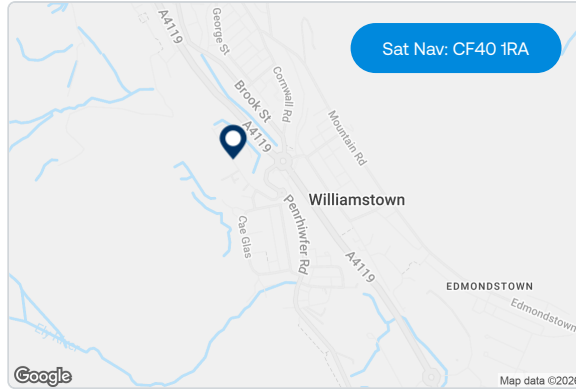 Sat Nav: CF40 1RA
A4119
George St
Cornwall Rd
Brook St
A4119
Mountain Rd
Williamstown
Penrhiwfer Rd
Cae Glas
A4119
EDMONDSTOWN
Edmondstown
Google
Map data ©2026